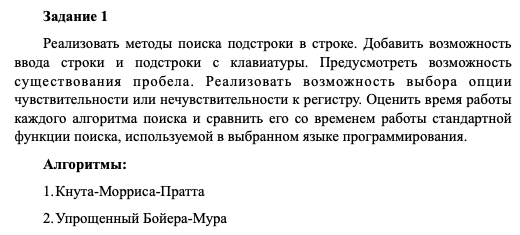 Задание 1
Реализовать методы поиска подстроки в строке. Добавить возможность
ввода строки и подстроки с клавиатуры. Предусмотреть возможность
существования пробела. Реализовать возможность выбора опции
чувствительности или нечувствительности к регистру. Оценить время работы
каждого алгоритма поиска и сравнить его со временем работы стандартной
функции поиска, используемой в выбранном языке программирования.
Алгоритмы:
1.Кнута-Морриса-Пратта
2.Упрощенный Бойера-Мура